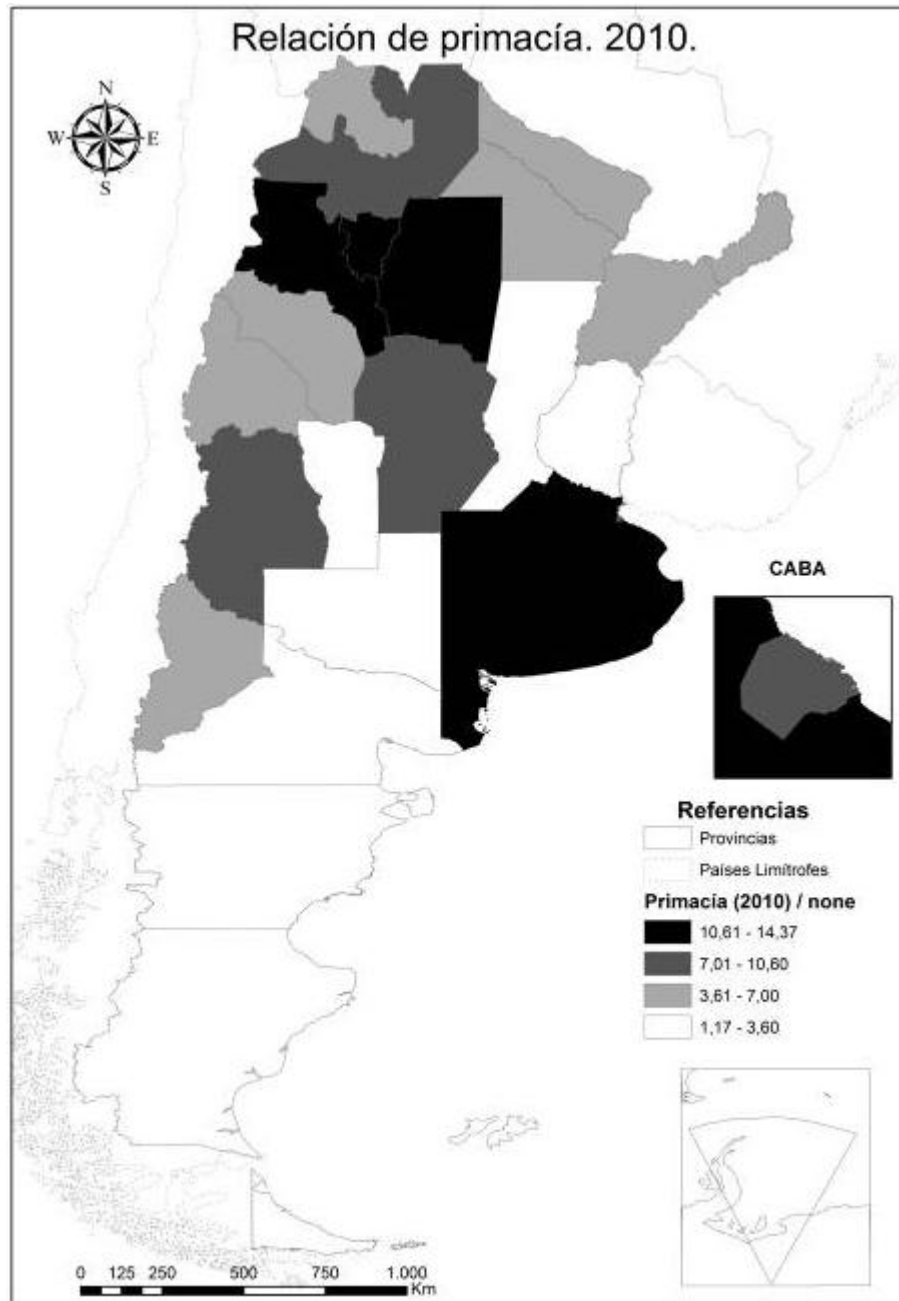 Relación de primacía. 2010.
N
W
E
S
CABA
Referencias
Provincias
Países Limítrofes
Primacía (2010) / none
10,61 - 14,37
7,01 - 10,60
3,61 - 7,00
1,17 - 3,60
0 125 250 500 750 1.000
Km